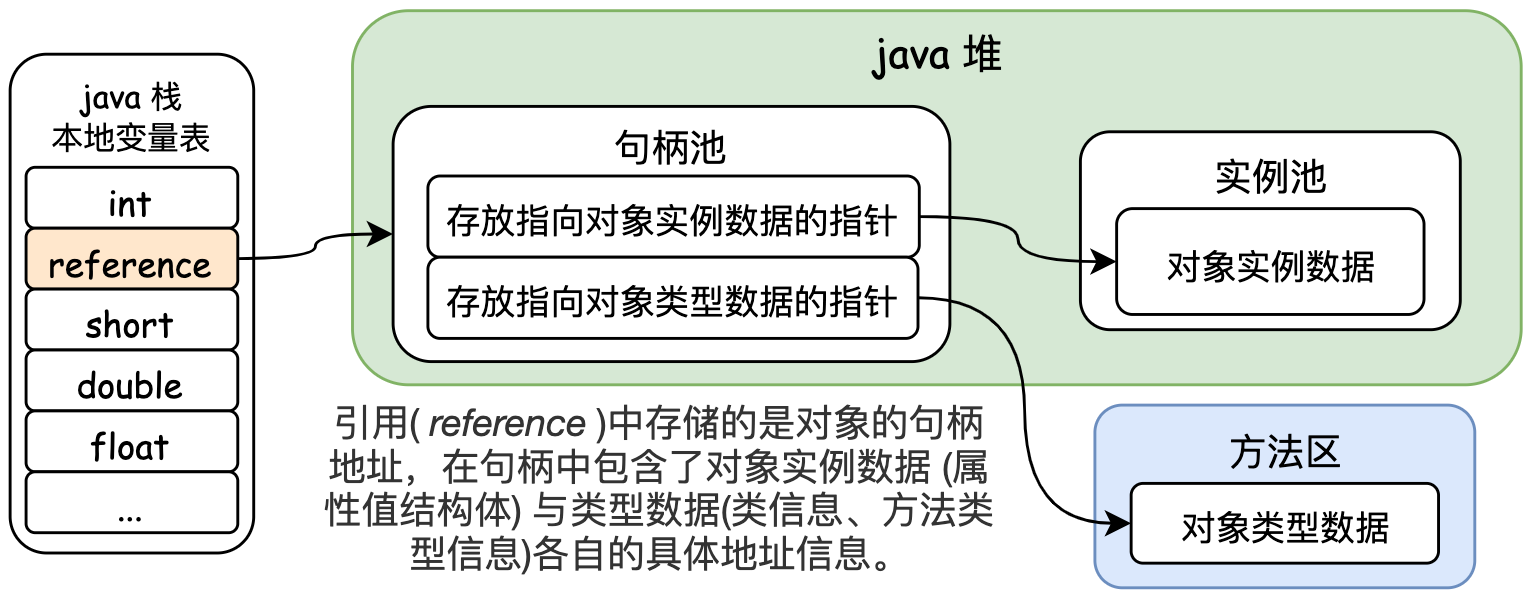 java 栈
本地变量表
int
reference
short
double
float
...
java 堆
句柄池
存放指向对象实例数据的指针
存放指向对象类型数据的指针
实例池
对象实例数据
引用( reference )中存储的是对象的句柄
地址，在句柄中包含了对象实例数据 (属
性值结构体) 与类型数据(类信息、方法类
型信息)各自的具体地址信息。
方法区
对象类型数据